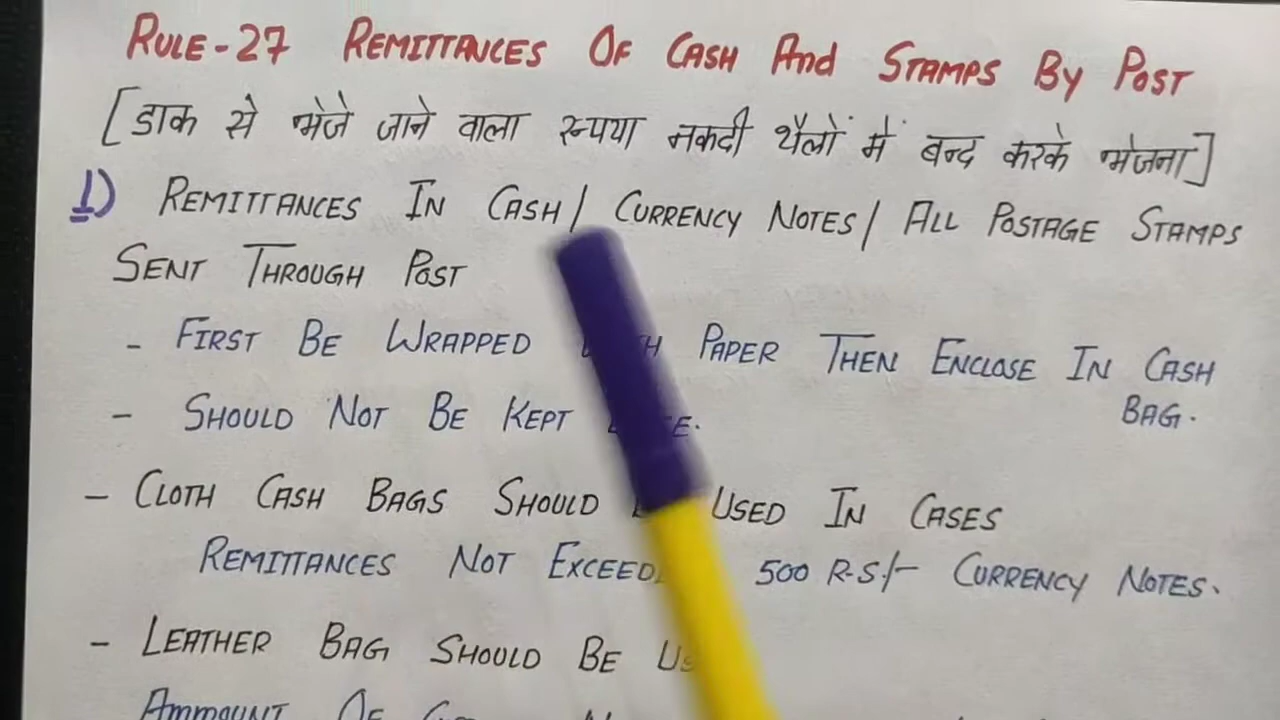 RULE-27 REMITTANCES OF CASH And STAMPS By POST
[डाक से भेजे जाने वाला रूपया नकदी थैलों में बन्द करके भेजना]
1) REMITTANCES IN CASH/ CURRENCY NOTES/ ALL POSTAGE STAMPS
SENT THROUGH POST
- FIRST BE WRAPPED PAPER THEN ENCLOSE IN CASH
BAG.
- SHOULD NOT BE KEPT
- CLOTH CASH BAGS SHOULD USED IN CASES
REMITTANCES NOT 500 R.S/- CURRENCY NOTES.
- LEATHER BAG SHOULD BE
AMMOUNT OF